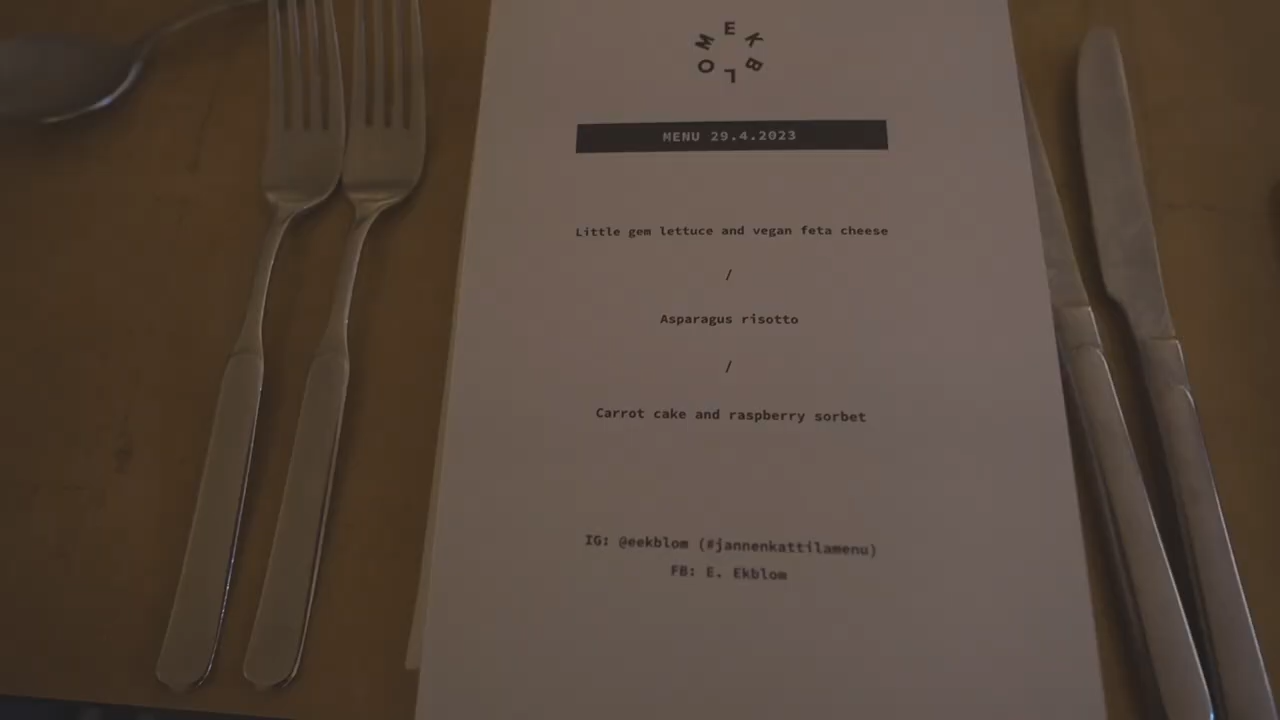 EKBLOM
MENU 29.4.2023
Little gem lettuce and vegan feta cheese
/
Asparagus risotto
/
Carrot cake and raspberry sorbet
IG: @eekblom (#jannenkattilamenu)
FB: E. Ekblom